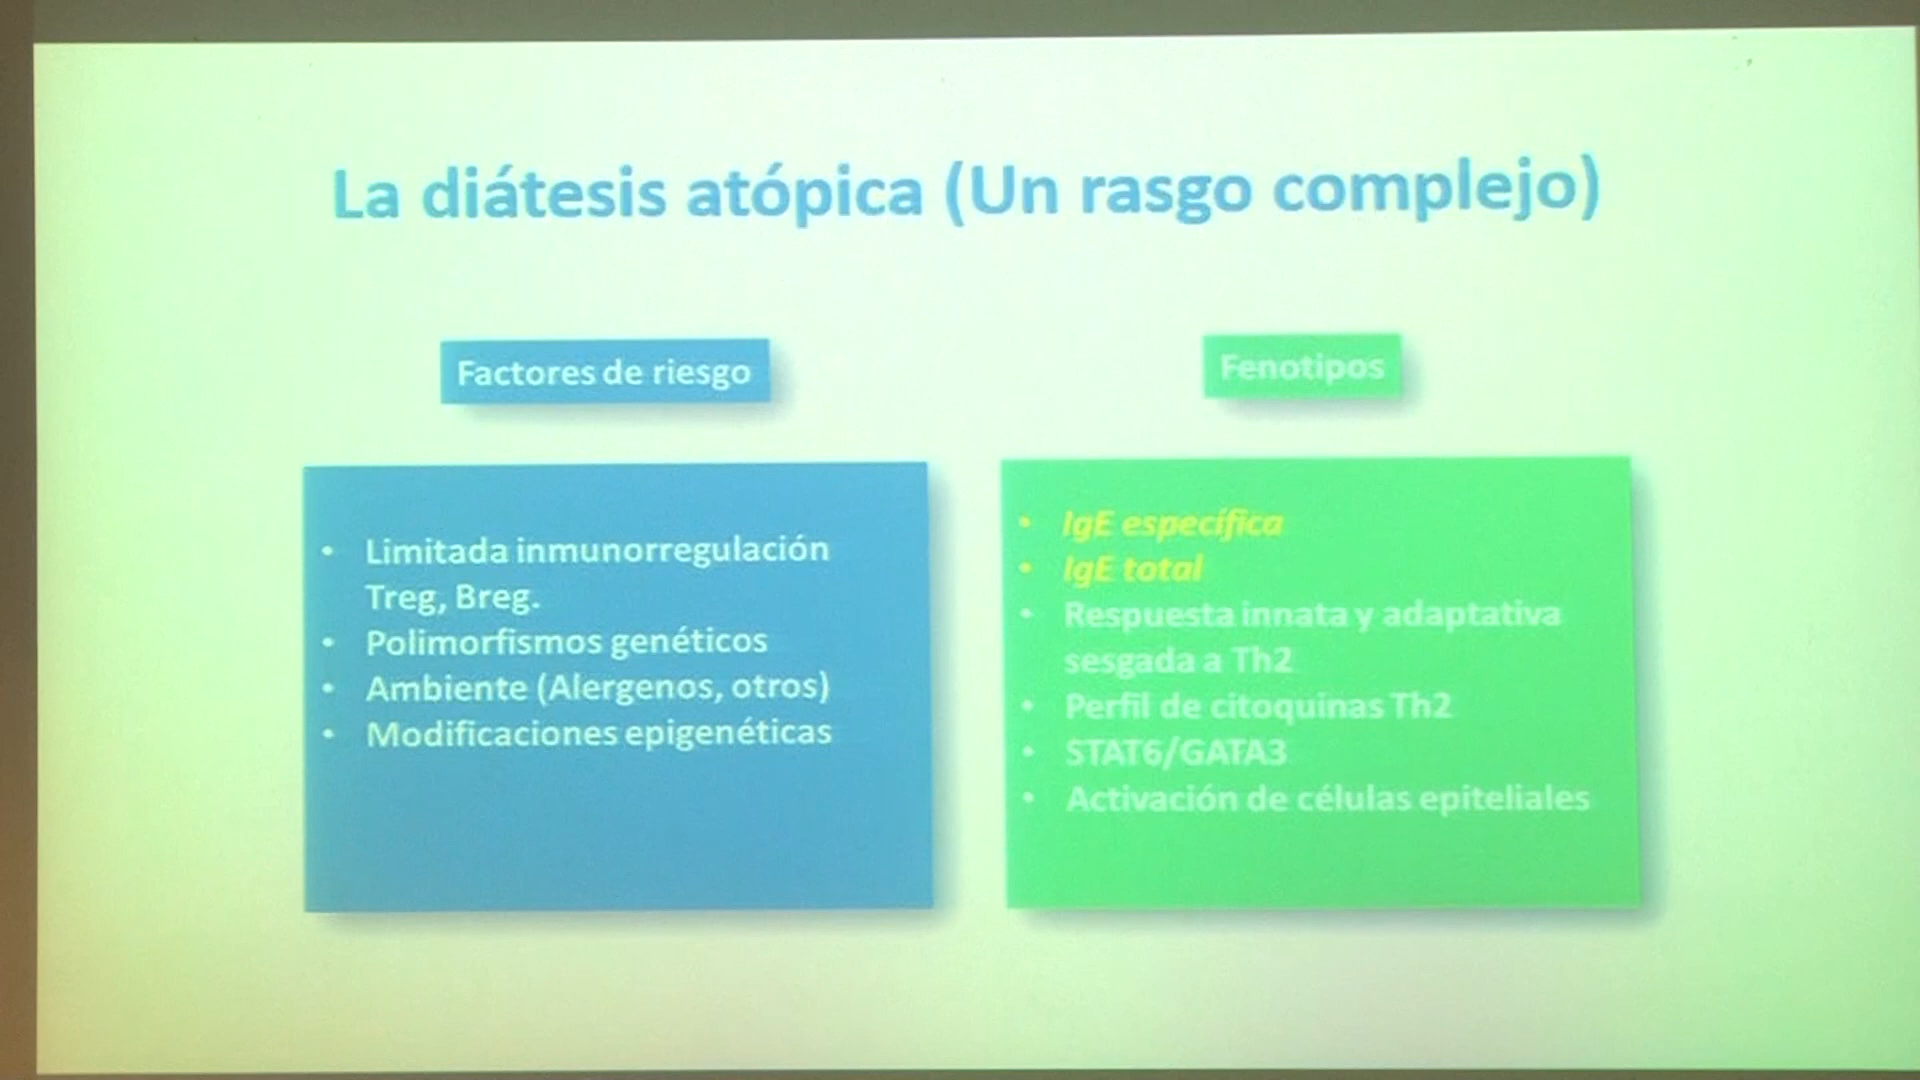 La diátesis atópica (Un rasgo complejo)
Factores de riesgo
• Limitada inmunorregulación
Treg, Breg.
• Polimorfismos genéticos
• Ambiente (Alergenos, otros)
• Modificaciones epigenéticas
Fenotipos
• IgE específica
• IgE total
• Respuesta innata y adaptativa
sesgada a Th2
• Perfil de citoquinas Th2
• STAT6/GATA3
• Activación de células epiteliales